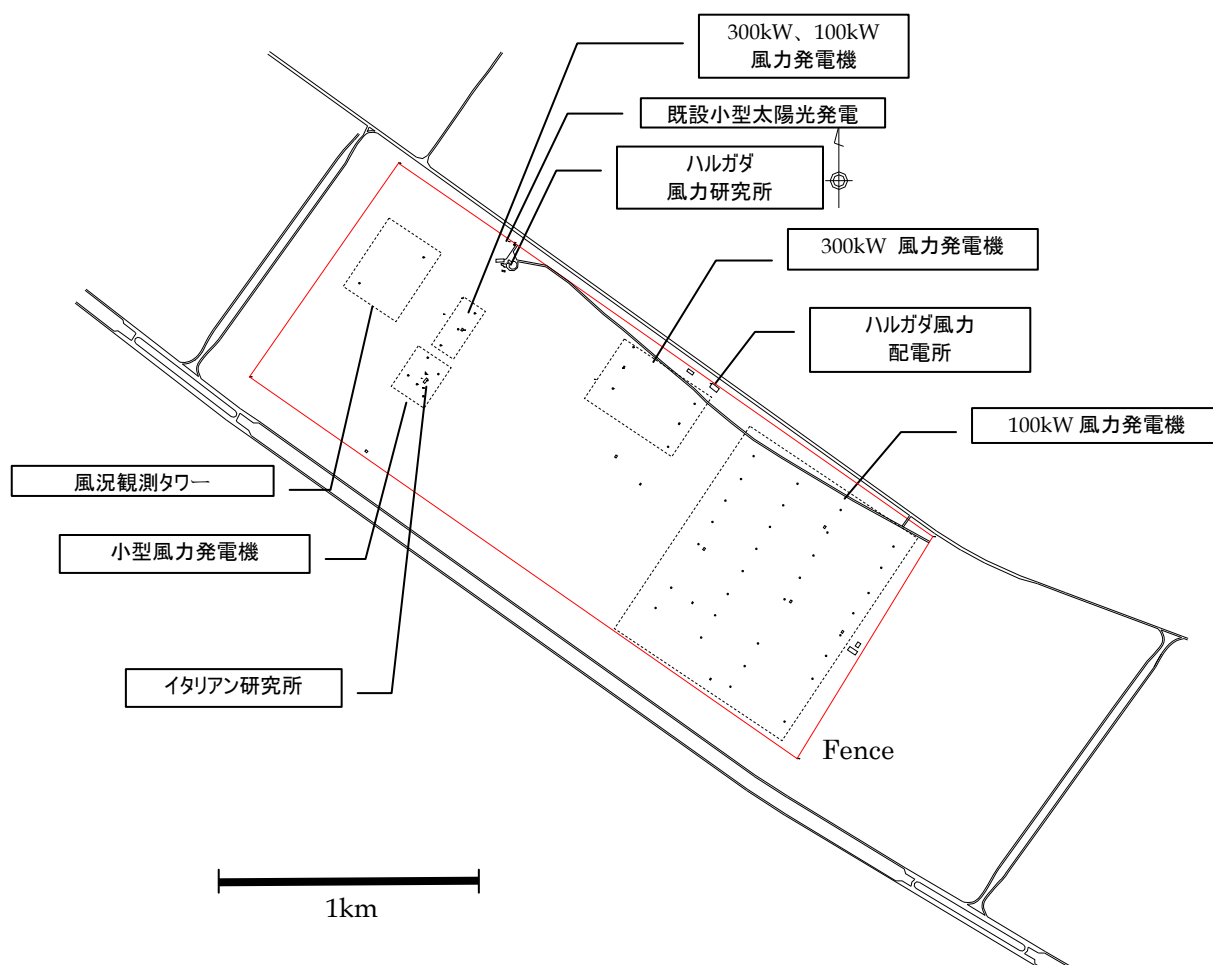 300kW、100kW
風力発電機
既設小型太陽光発電
ハルガダ
風力研究所
300kW 風力発電機
ハルガダ風力
配電所
100kW 風力発電機
風況観測タワー
小型風力発電機
イタリアン研究所
Fence
1km